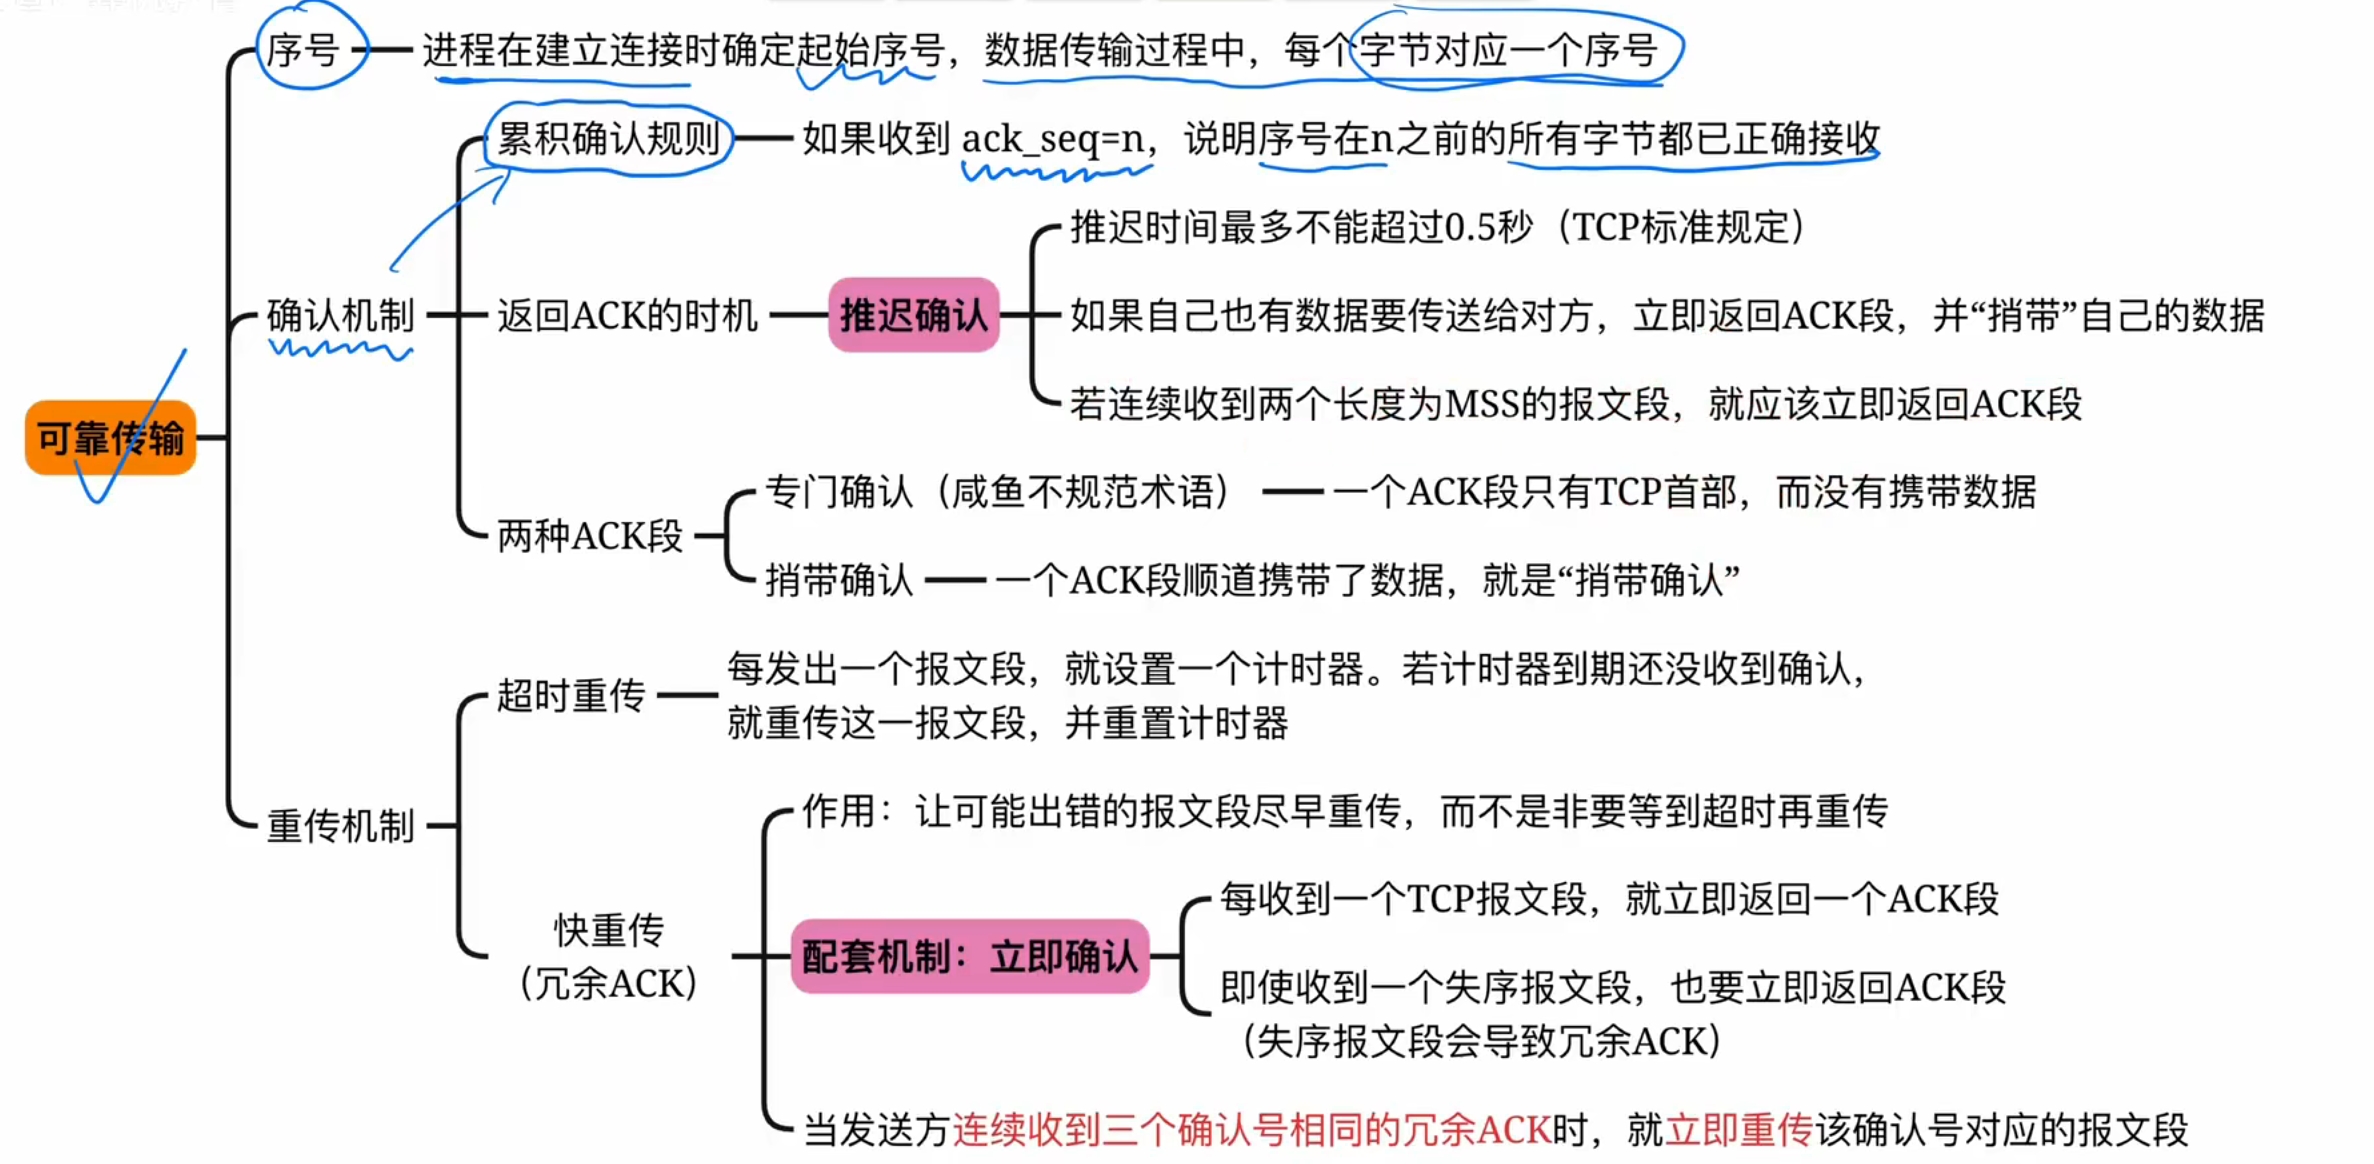 序号
进程在建立连接时确定起始序号，数据传输过程中，每个字节对应一个序号
累积确认规则
如果收到 ack_seq=n，说明序号在n之前的所有字节都已正确接收
推迟时间最多不能超过0.5秒（TCP标准规定）
确认机制
返回ACK的时机
推迟确认
如果自己也有数据要传送给对方，立即返回ACK段，并“捎带”自己的数据
若连续收到两个长度为MSS的报文段，就应该立即返回ACK段
可靠传输
两种ACK段
专门确认（咸鱼不规范术语）
一个ACK段只有TCP首部，而没有携带数据
捎带确认
一个ACK段顺道携带了数据，就是“捎带确认”
超时重传
每发出一个报文段，就设置一个计时器。若计时器到期还没收到确认，
就重传这一报文段，并重置计时器
重传机制
作用：让可能出错的报文段尽早重传，而不是非要等到超时再重传
快重传
（冗余ACK）
配套机制：立即确认
每收到一个TCP报文段，就立即返回一个ACK段
即使收到一个失序报文段，也要立即返回ACK段
（失序报文段会导致冗余ACK）
当发送方连续收到三个确认号相同的冗余ACK时，就立即重传该确认号对应的报文段